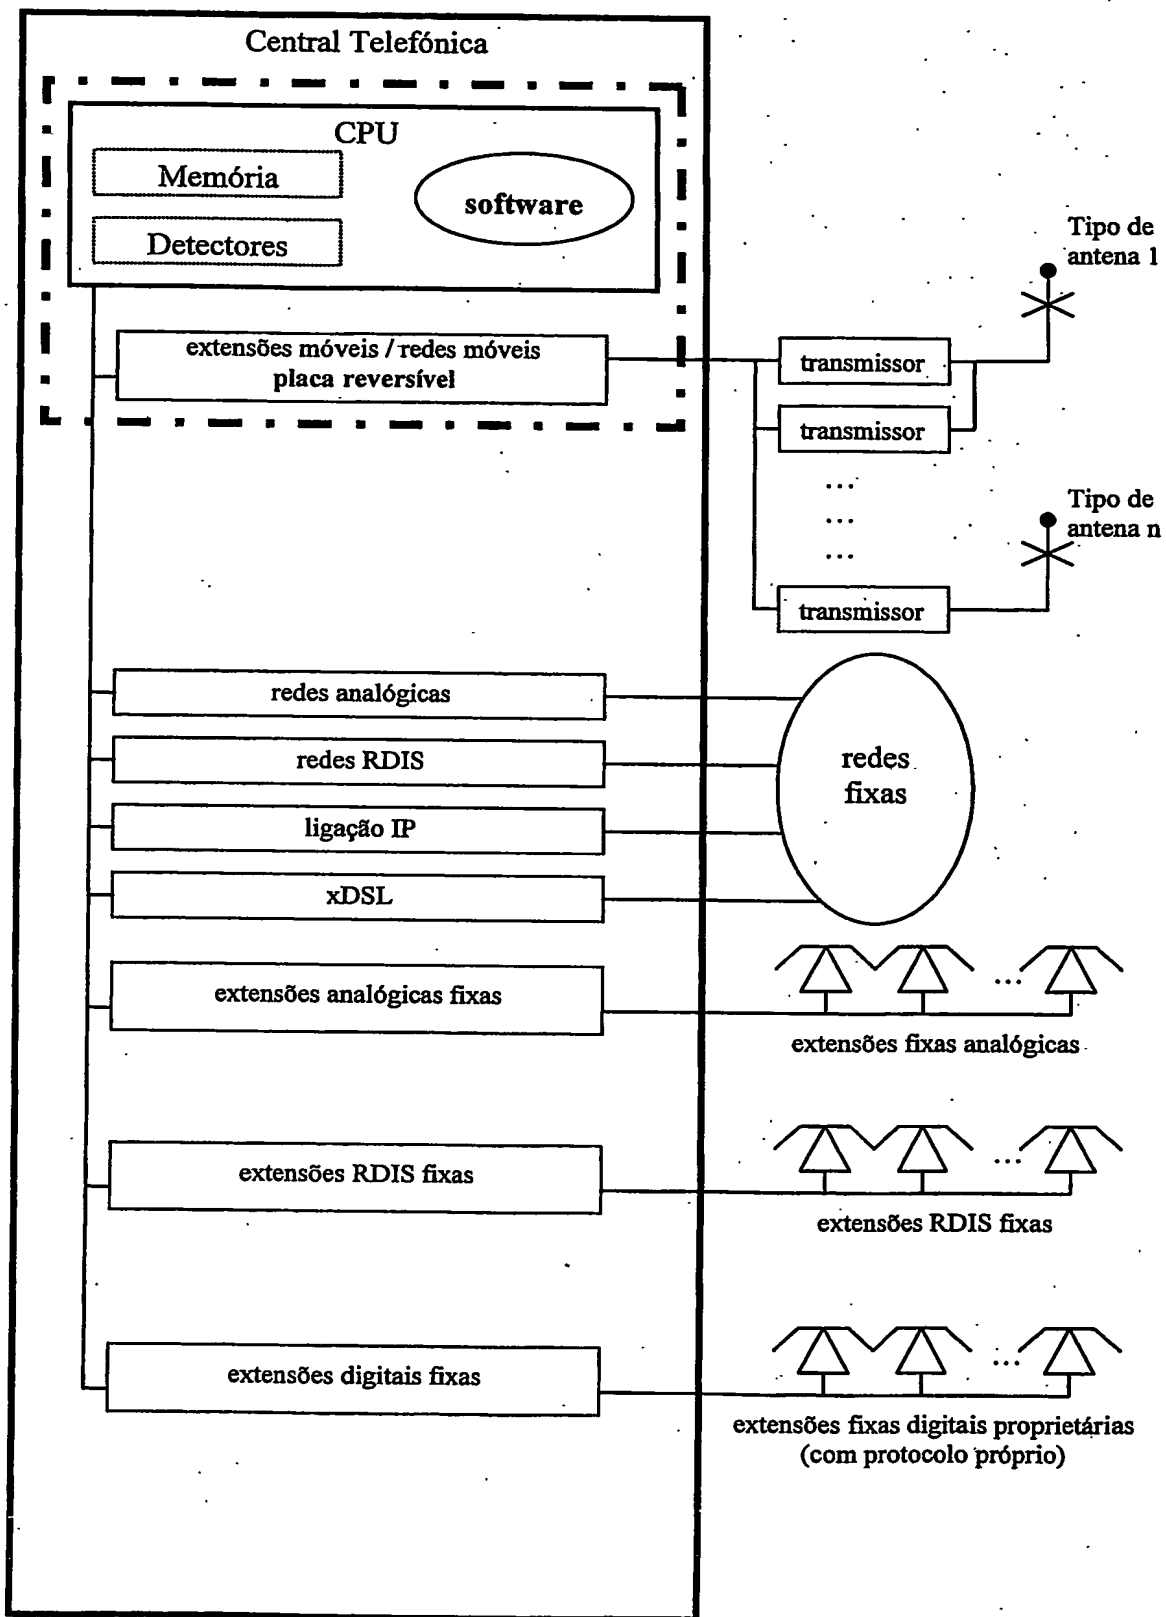 Central Telefónica
CPU
Memória
software
Detectores
extensões móveis / redes móveis
placa reversível
Tipo de
antena 1
transmissor
transmissor
...
...
...
Tipo de
antena n
transmissor
redes analógicas
redes RDIS
ligação IP
xDSL
redes
fixas
extensões analógicas fixas
...
extensões fixas analógicas
extensões RDIS fixas
...
extensões RDIS fixas
extensões digitais fixas
...
extensões fixas digitais proprietárias
(com protocolo próprio)